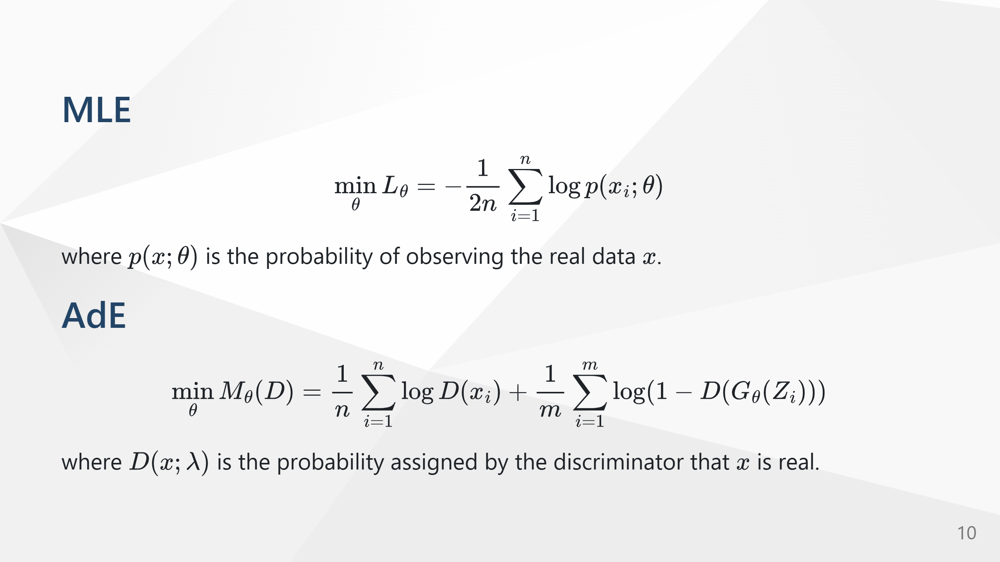 MLE
$$\min_{\theta} L_{\theta} = -\frac{1}{2n} \sum_{i=1}^{n} \log p(x_i; \theta)$$
where $p(x; \theta)$ is the probability of observing the real data $x$.
AdE
$$\min_{\theta} M_{\theta}(D) = \frac{1}{n} \sum_{i=1}^{n} \log D(x_i) + \frac{1}{m} \sum_{i=1}^{m} \log(1 - D(G_{\theta}(Z_i)))$$
where $D(x; \lambda)$ is the probability assigned by the discriminator that $x$ is real.
10